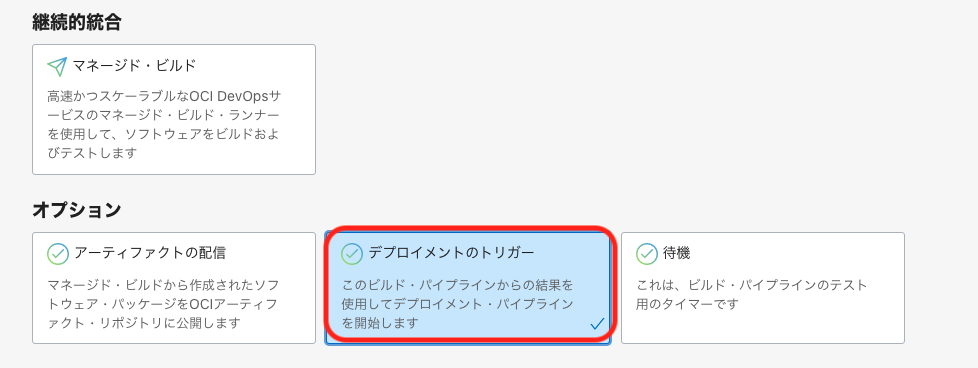 継続的統合
マネージド・ビルド
高速かつスケーラブルなOCI DevOpsサ
ービスのマネージド・ビルド・ランナー
を使用して、ソフトウェアをビルドおよ
びテストします
オプション
アーティファクトの配信
マネージド・ビルドから作成されたソフ
トウェア・パッケージをOCIアーティフ
ァクト・リポジトリに公開します
デプロイメントのトリガー
このビルド・パイプラインからの結果を
使用してデプロイメント・パイプライン
を開始します
待機
これは、ビルド・パイプラインのテスト
用のタイマーです